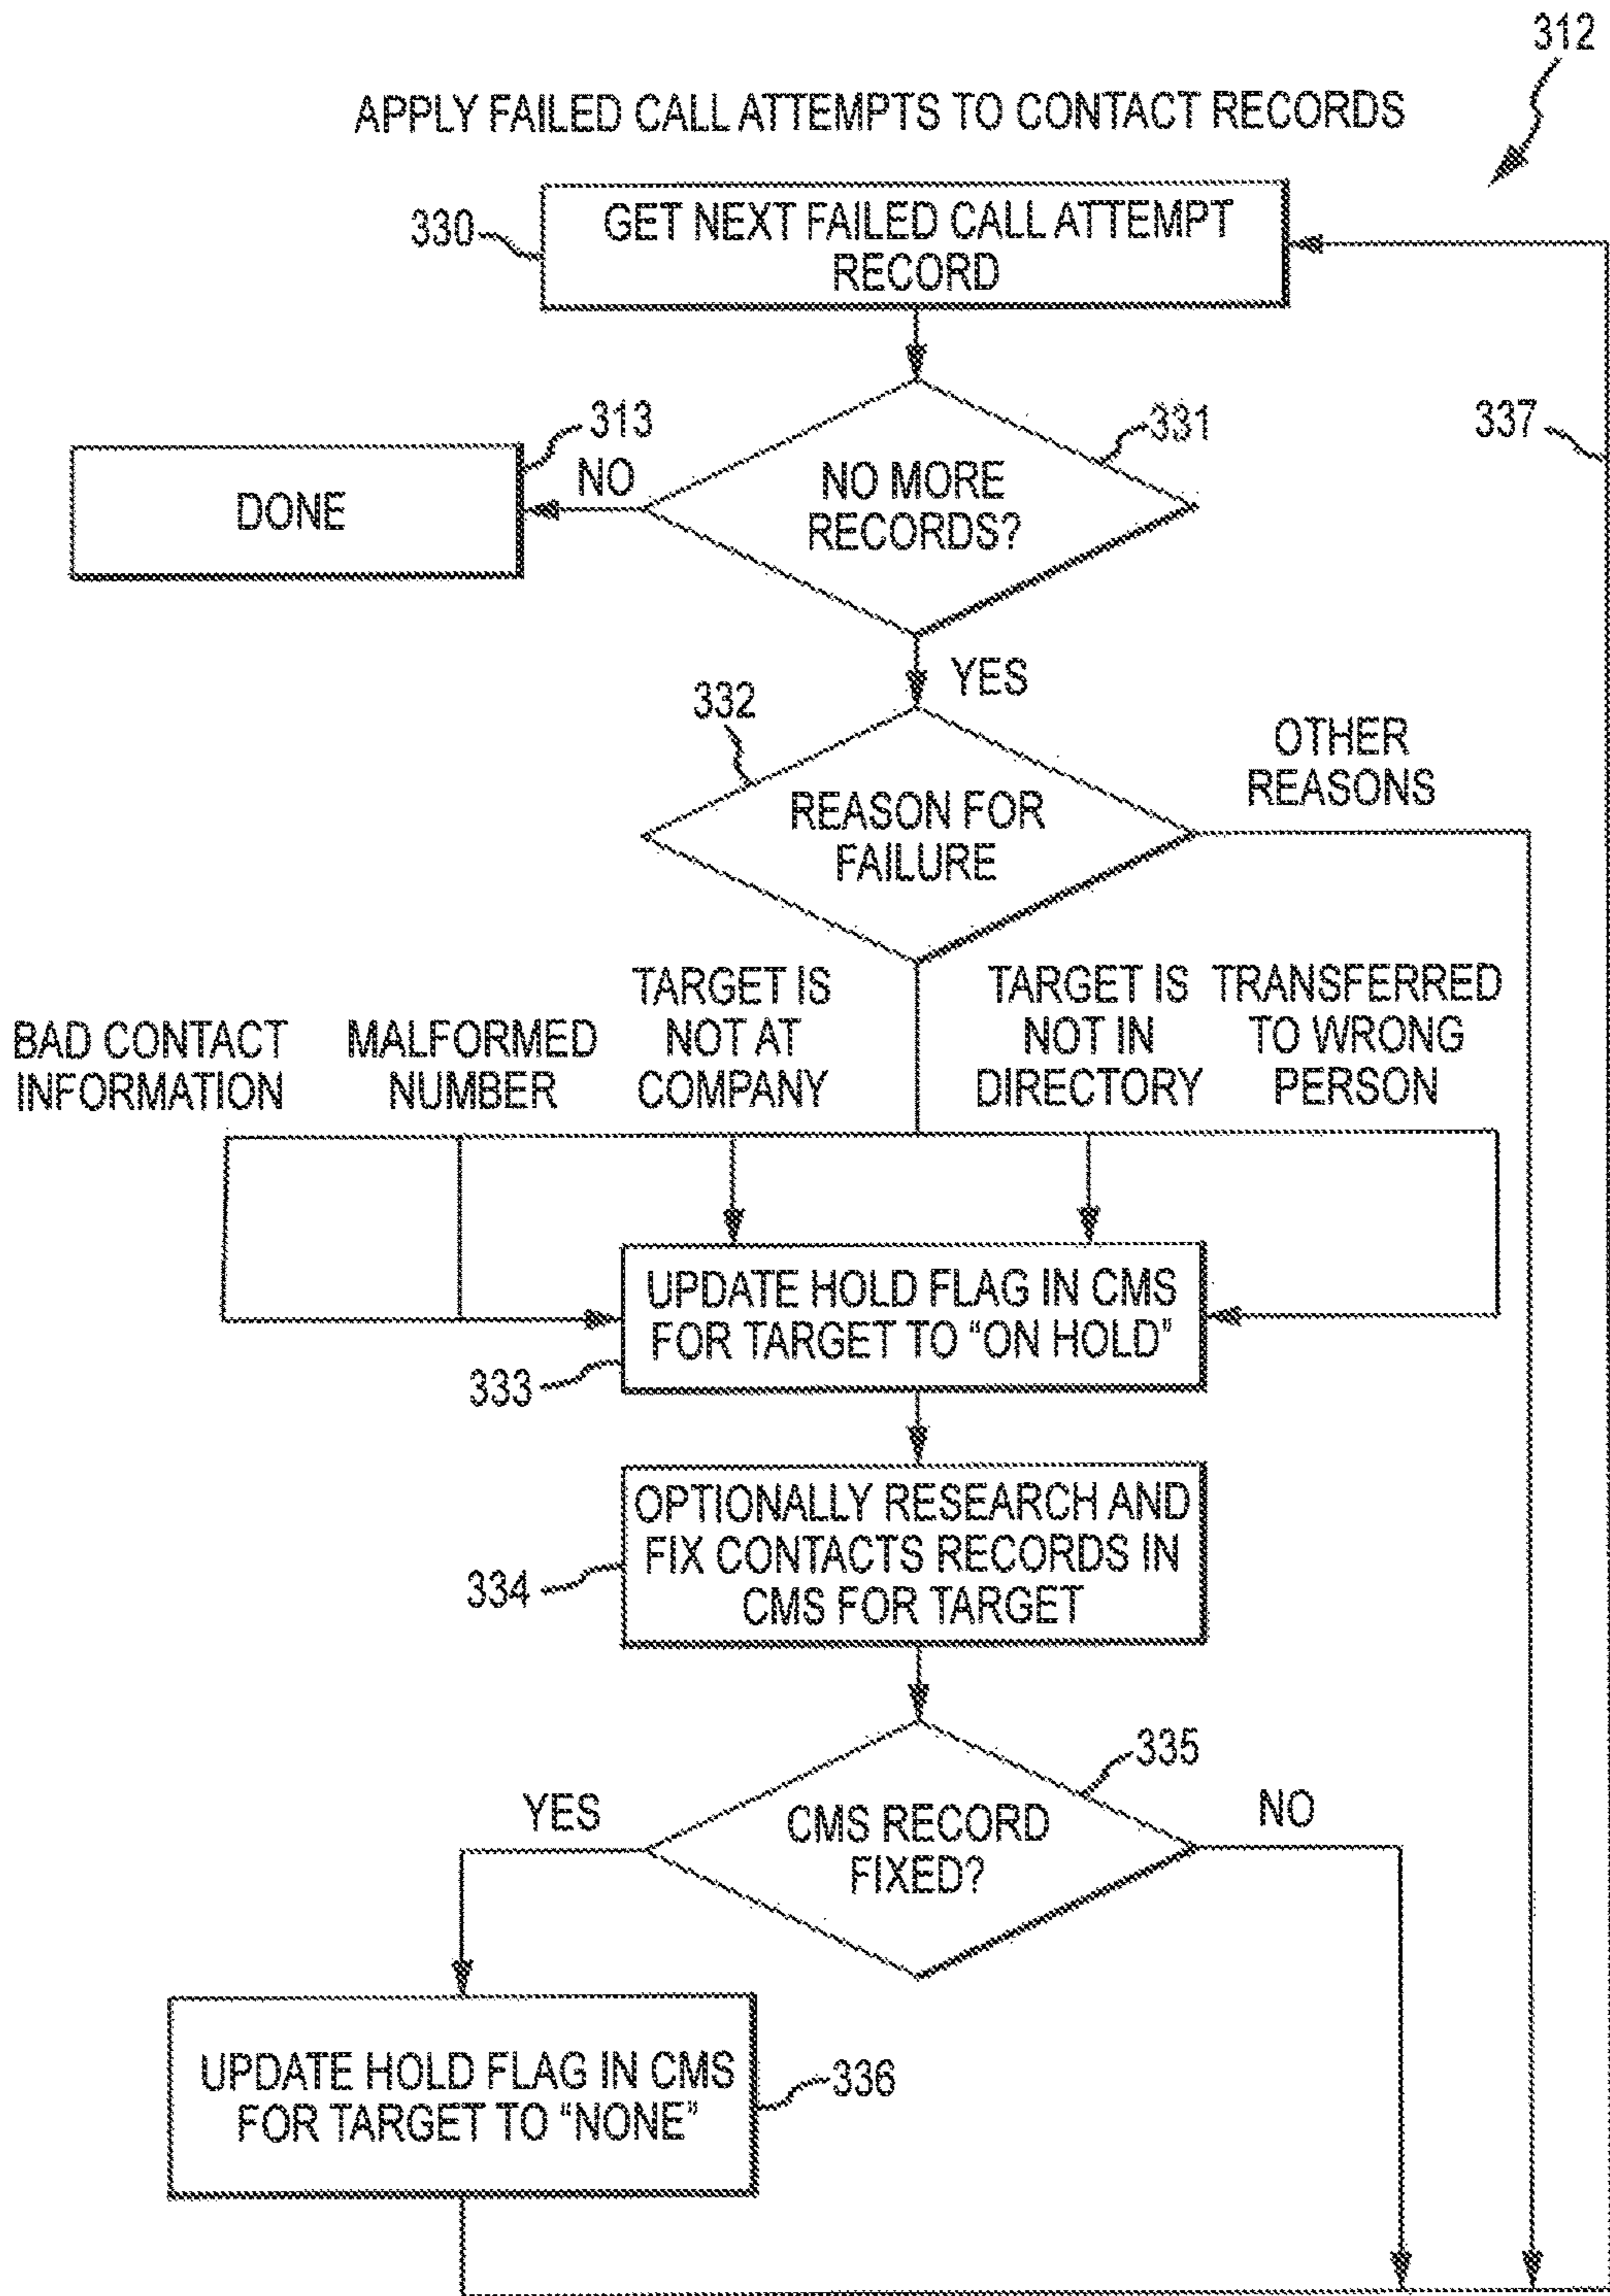 312
APPLY FAILED CALL ATTEMPTS TO CONTACT RECORDS
330
GET NEXT FAILED CALL ATTEMPT
RECORD
313
331
337
DONE
NO
NO MORE
RECORDS?
YES
332
OTHER
REASONS
REASON FOR
FAILURE
BAD CONTACT
INFORMATION
MALFORMED
NUMBER
TARGET IS
NOT AT
COMPANY
TARGET IS
NOT IN
DIRECTORY
TRANSFERRED
TO WRONG
PERSON
UPDATE HOLD FLAG IN CMS
FOR TARGET TO “ON HOLD”
333
OPTIONALLY RESEARCH AND
FIX CONTACTS RECORDS IN
CMS FOR TARGET
334
335
YES
CMS RECORD
FIXED?
NO
UPDATE HOLD FLAG IN CMS
FOR TARGET TO “NONE”
336